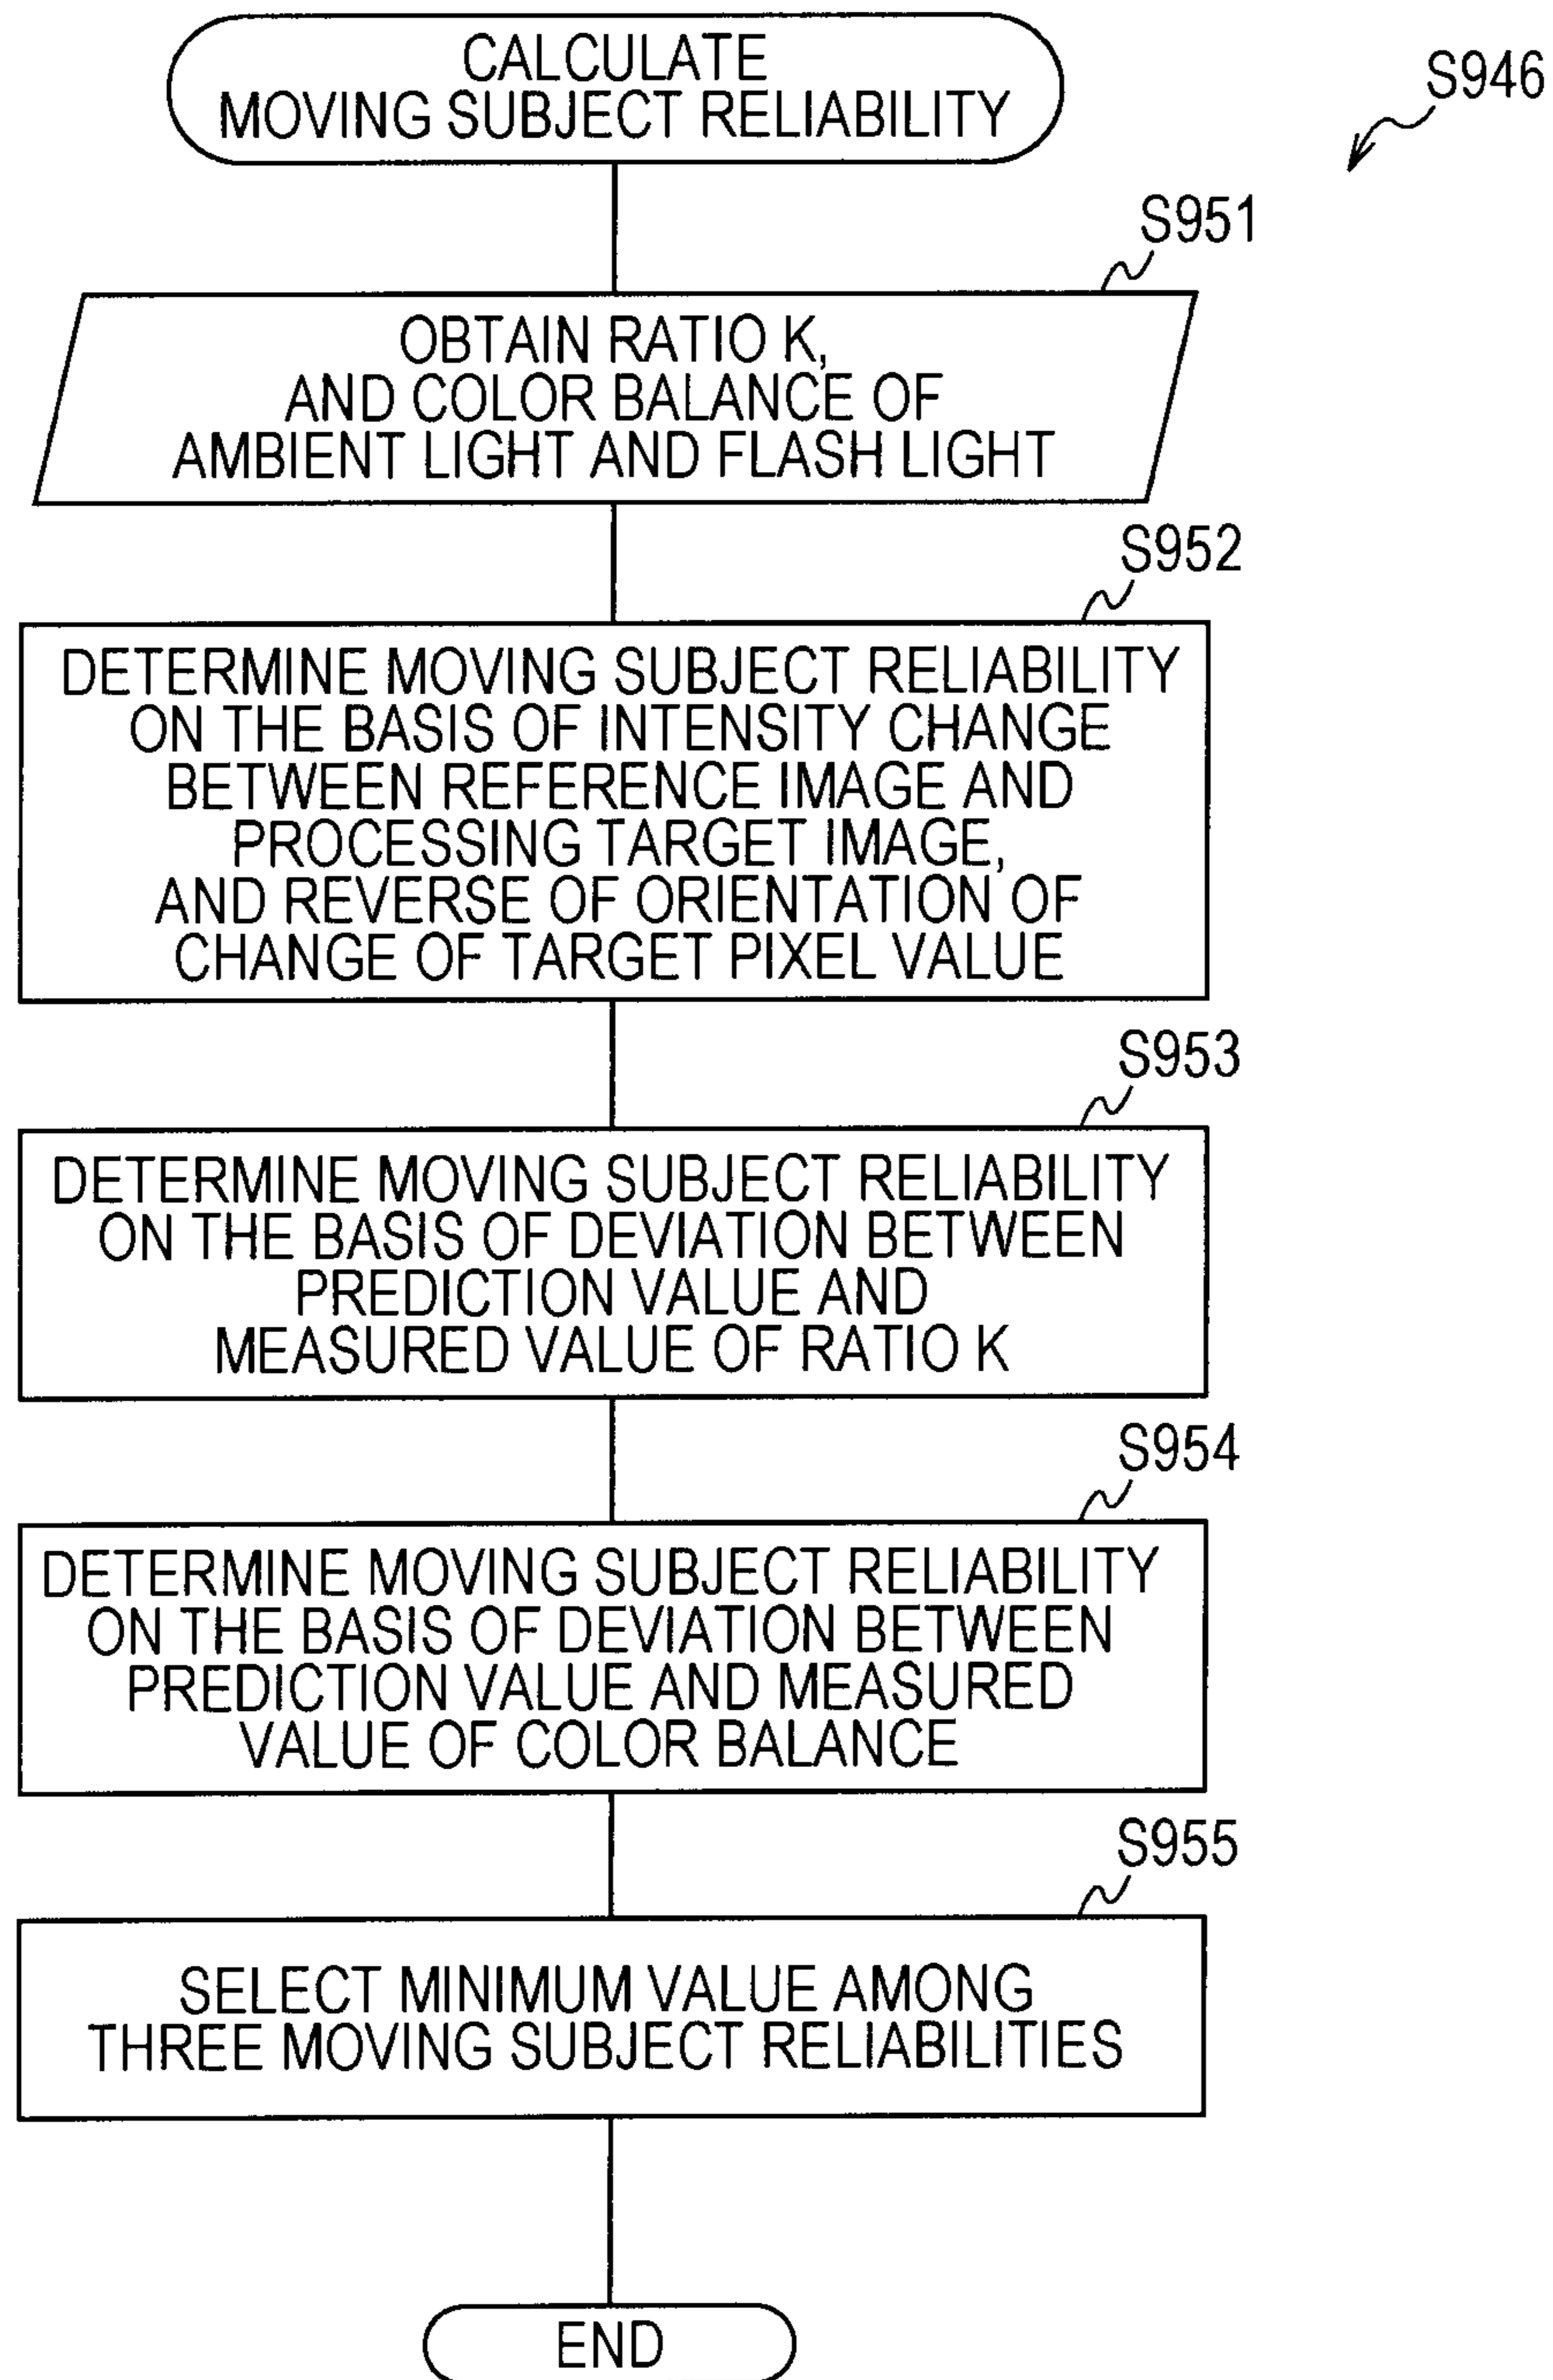 CALCULATE
MOVING SUBJECT RELIABILITY
S946
S951
OBTAIN RATIO K,
AND COLOR BALANCE OF
AMBIENT LIGHT AND FLASH LIGHT
S952
DETERMINE MOVING SUBJECT RELIABILITY
ON THE BASIS OF INTENSITY CHANGE
BETWEEN REFERENCE IMAGE AND
PROCESSING TARGET IMAGE,
AND REVERSE OF ORIENTATION OF
CHANGE OF TARGET PIXEL VALUE
S953
DETERMINE MOVING SUBJECT RELIABILITY
ON THE BASIS OF DEVIATION BETWEEN
PREDICTION VALUE AND
MEASURED VALUE OF RATIO K
S954
DETERMINE MOVING SUBJECT RELIABILITY
ON THE BASIS OF DEVIATION BETWEEN
PREDICTION VALUE AND MEASURED
VALUE OF COLOR BALANCE
S955
SELECT MINIMUM VALUE AMONG
THREE MOVING SUBJECT RELIABILITIES
END